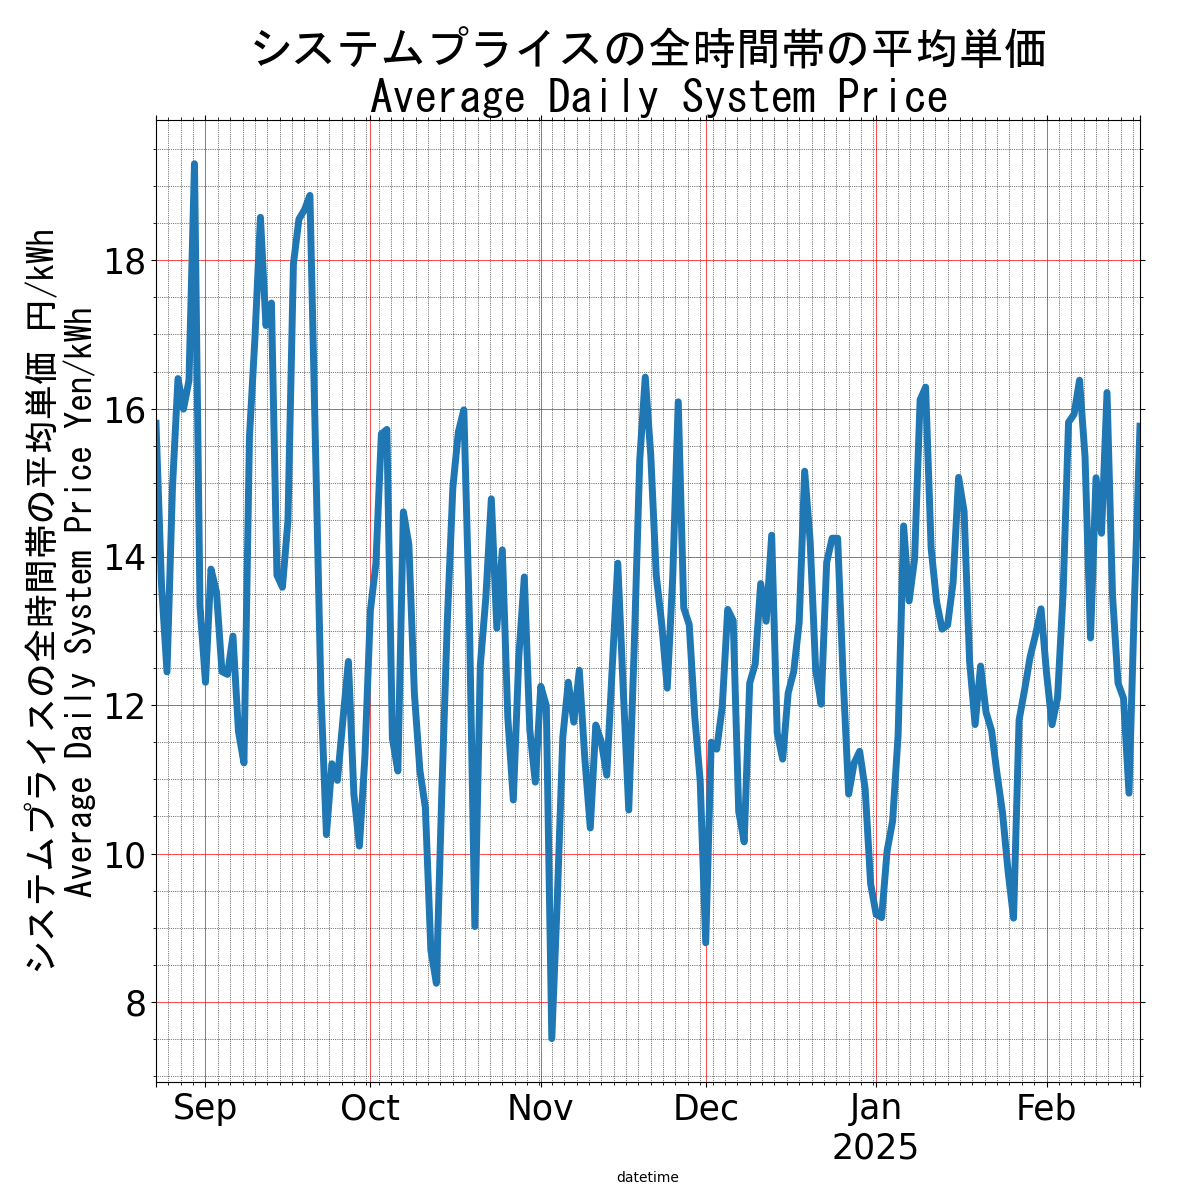 システムプライスの全時間帯の平均単価
Average Daily System Price
システムプライスの全時間帯の平均単価 円/kWh
Average Daily System Price Yen/kWh
18
16
14
12
10
8
Sep
Oct
Nov
Dec
Jan
2025
Feb
datetime